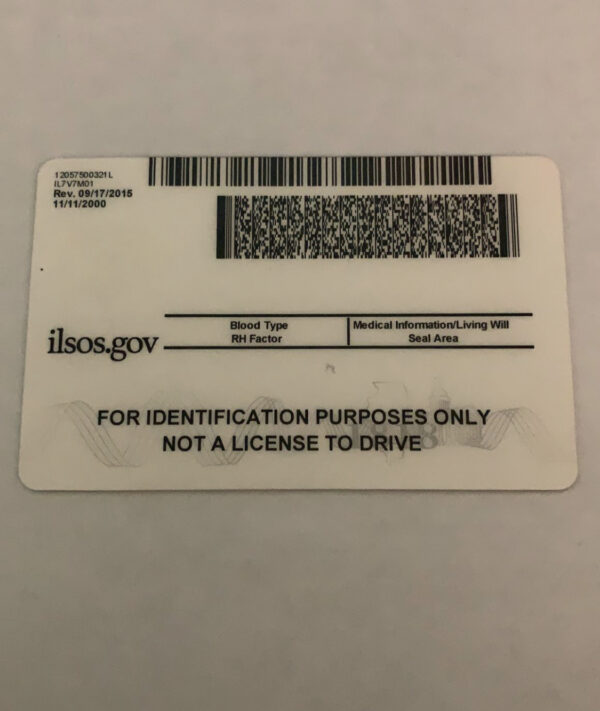 12057500321L
IL7V7M01
Rev. 09/17/2015
11/11/2000
Blood Type
RH Factor
Medical Information/Living Will
Seal Area
ilsos.gov
FOR IDENTIFICATION PURPOSES ONLY
NOT A LICENSE TO DRIVE